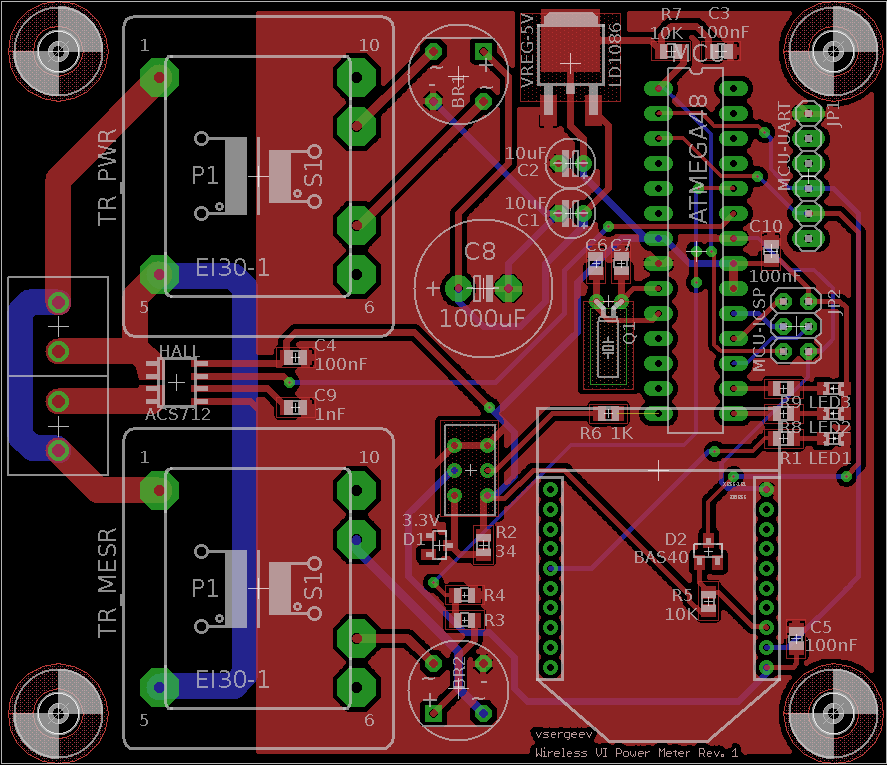 R7
C3
10K
100nF
MCU
VREG-5V
LD1086
1
10
BR1
ATMEGA48
MCU-UART
JP1
TR_PWR
P1
S1
10uF
C2
10uF
C1
C10
100nF
C6
C7
EI30-1
5
6
C8
1000uF
Q1
MCU-ICSP
JP2
HALL
C4
100nF
ACS712
C9
1nF
R9
LED3
R8
LED2
R1
LED1
R6
1K
1
10
TR_MESR
P1
S1
3.3V
D1
R2
34
D2
BAS40
R4
R3
R5
10K
C5
100nF
EI30-1
5
6
BR2
vsergeev
Wireless VI Power Meter Rev. 1